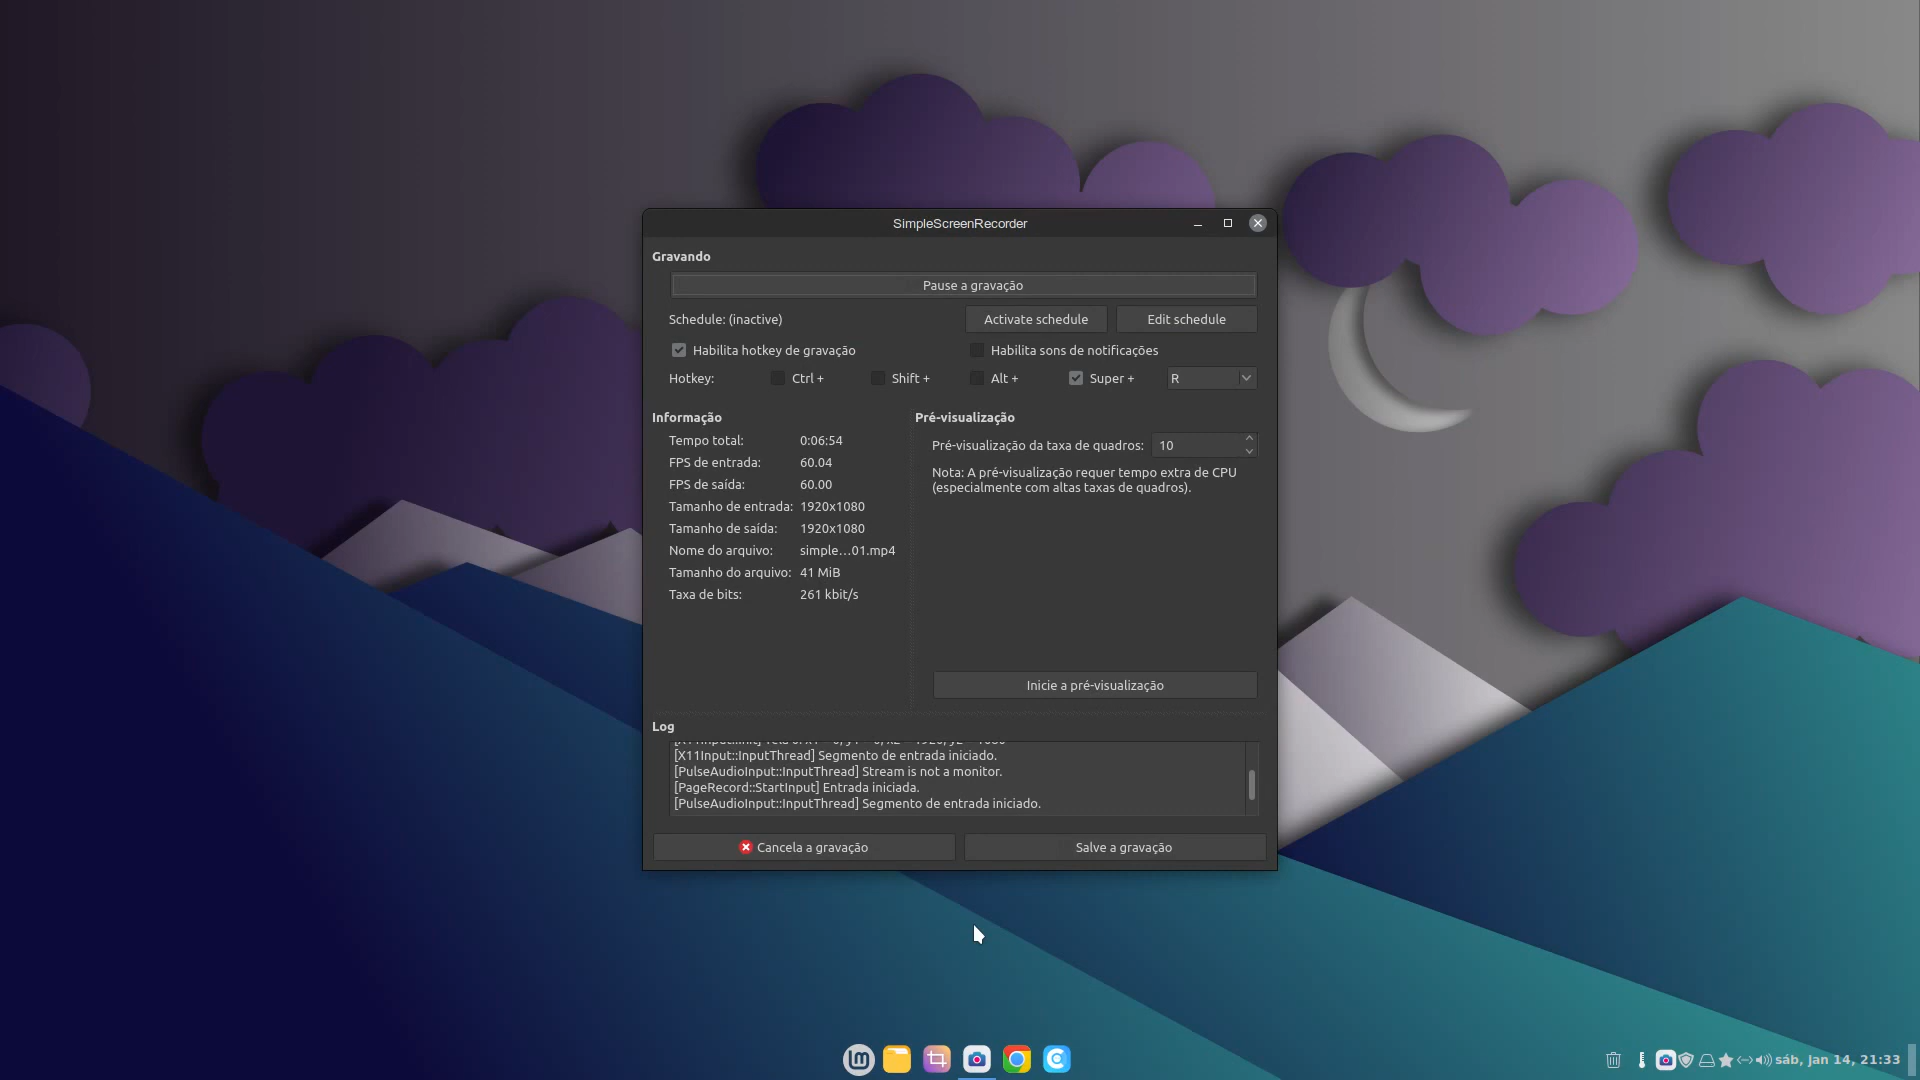 SimpleScreenRecorder
Gravando
Pause a gravação
Schedule: (inactive)
Activate schedule
Edit schedule
Habilita hotkey de gravação
Habilita sons de notificações
Hotkey:
Ctrl +
Shift +
Alt +
Super +
R
Informação
Tempo total: 0:06:54
FPS de entrada: 60.04
FPS de saída: 60.00
Tamanho de entrada: 1920x1080
Tamanho de saída: 1920x1080
Nome do arquivo: simple...01.mp4
Tamanho do arquivo: 41 MiB
Taxa de bits: 261 kbit/s
Pré-visualização
Pré-visualização da taxa de quadros: 10
Nota: A pré-visualização requer tempo extra de CPU
(especialmente com altas taxas de quadros).
Inicie a pré-visualização
Log
[X11Input::InputThread] Segmento de entrada iniciado.
[PulseAudioInput::InputThread] Stream is not a monitor.
[PageRecord::StartInput] Entrada iniciada.
[PulseAudioInput::InputThread] Segmento de entrada iniciado.
Cancela a gravação
Salve a gravação
sáb, jan 14, 21:33